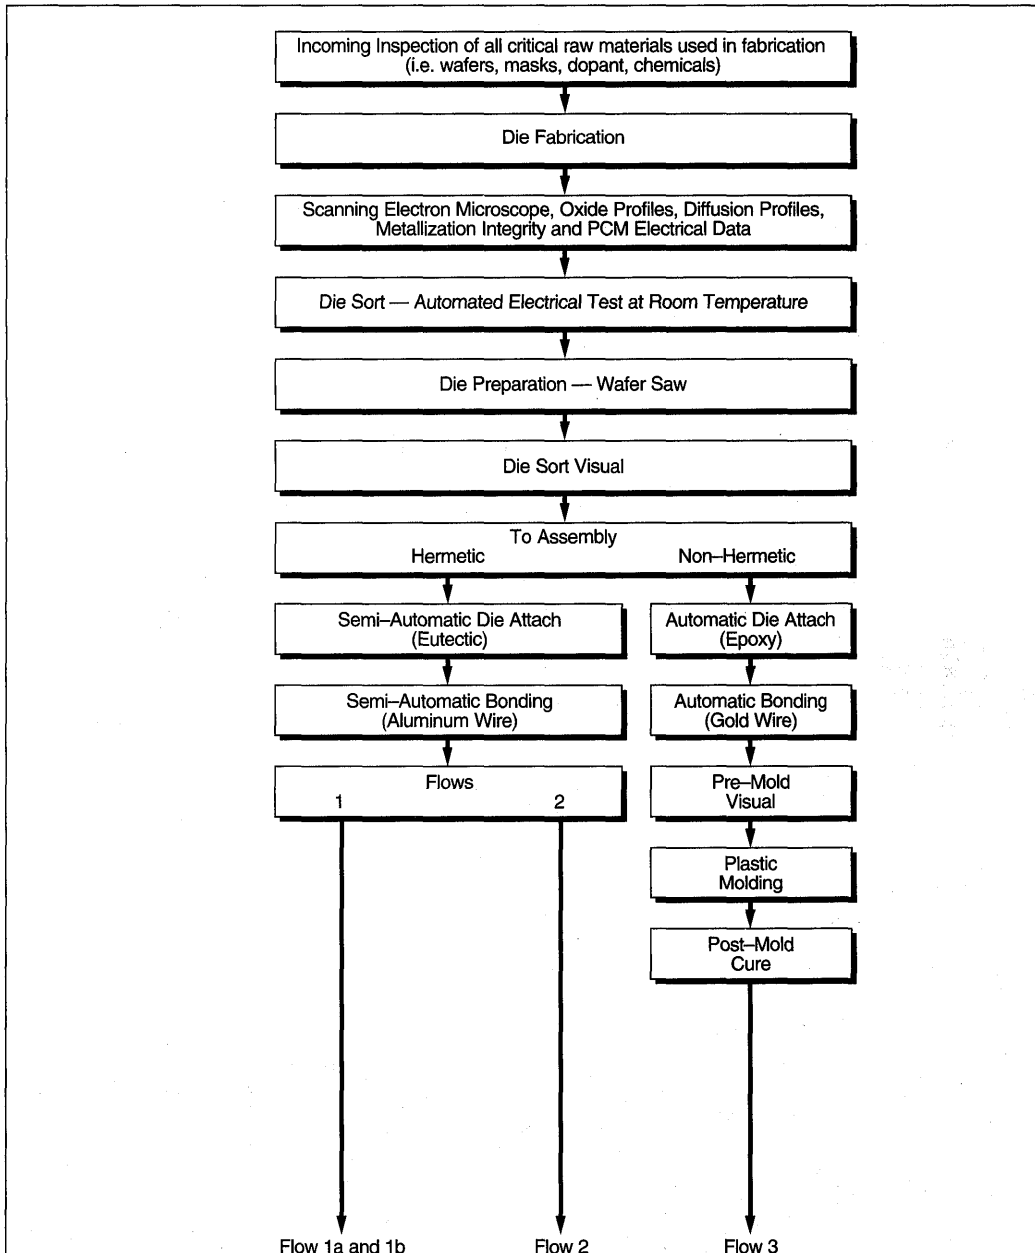 Incoming Inspection of all critical raw materials used in fabrication
(i.e. wafers, masks, dopant, chemicals)
Die Fabrication
Scanning Electron Microscope, Oxide Profiles, Diffusion Profiles,
Metallization Integrity and PCM Electrical Data
Die Sort — Automated Electrical Test at Room Temperature
Die Preparation — Wafer Saw
Die Sort Visual
To Assembly
Hermetic Non–Hermetic
Semi–Automatic Die Attach
(Eutectic)
Automatic Die Attach
(Epoxy)
Semi–Automatic Bonding
(Aluminum Wire)
Automatic Bonding
(Gold Wire)
Flows
1 2
Pre–Mold
Visual
Plastic
Molding
Post–Mold
Cure
Flow 1a and 1b Flow 2 Flow 3